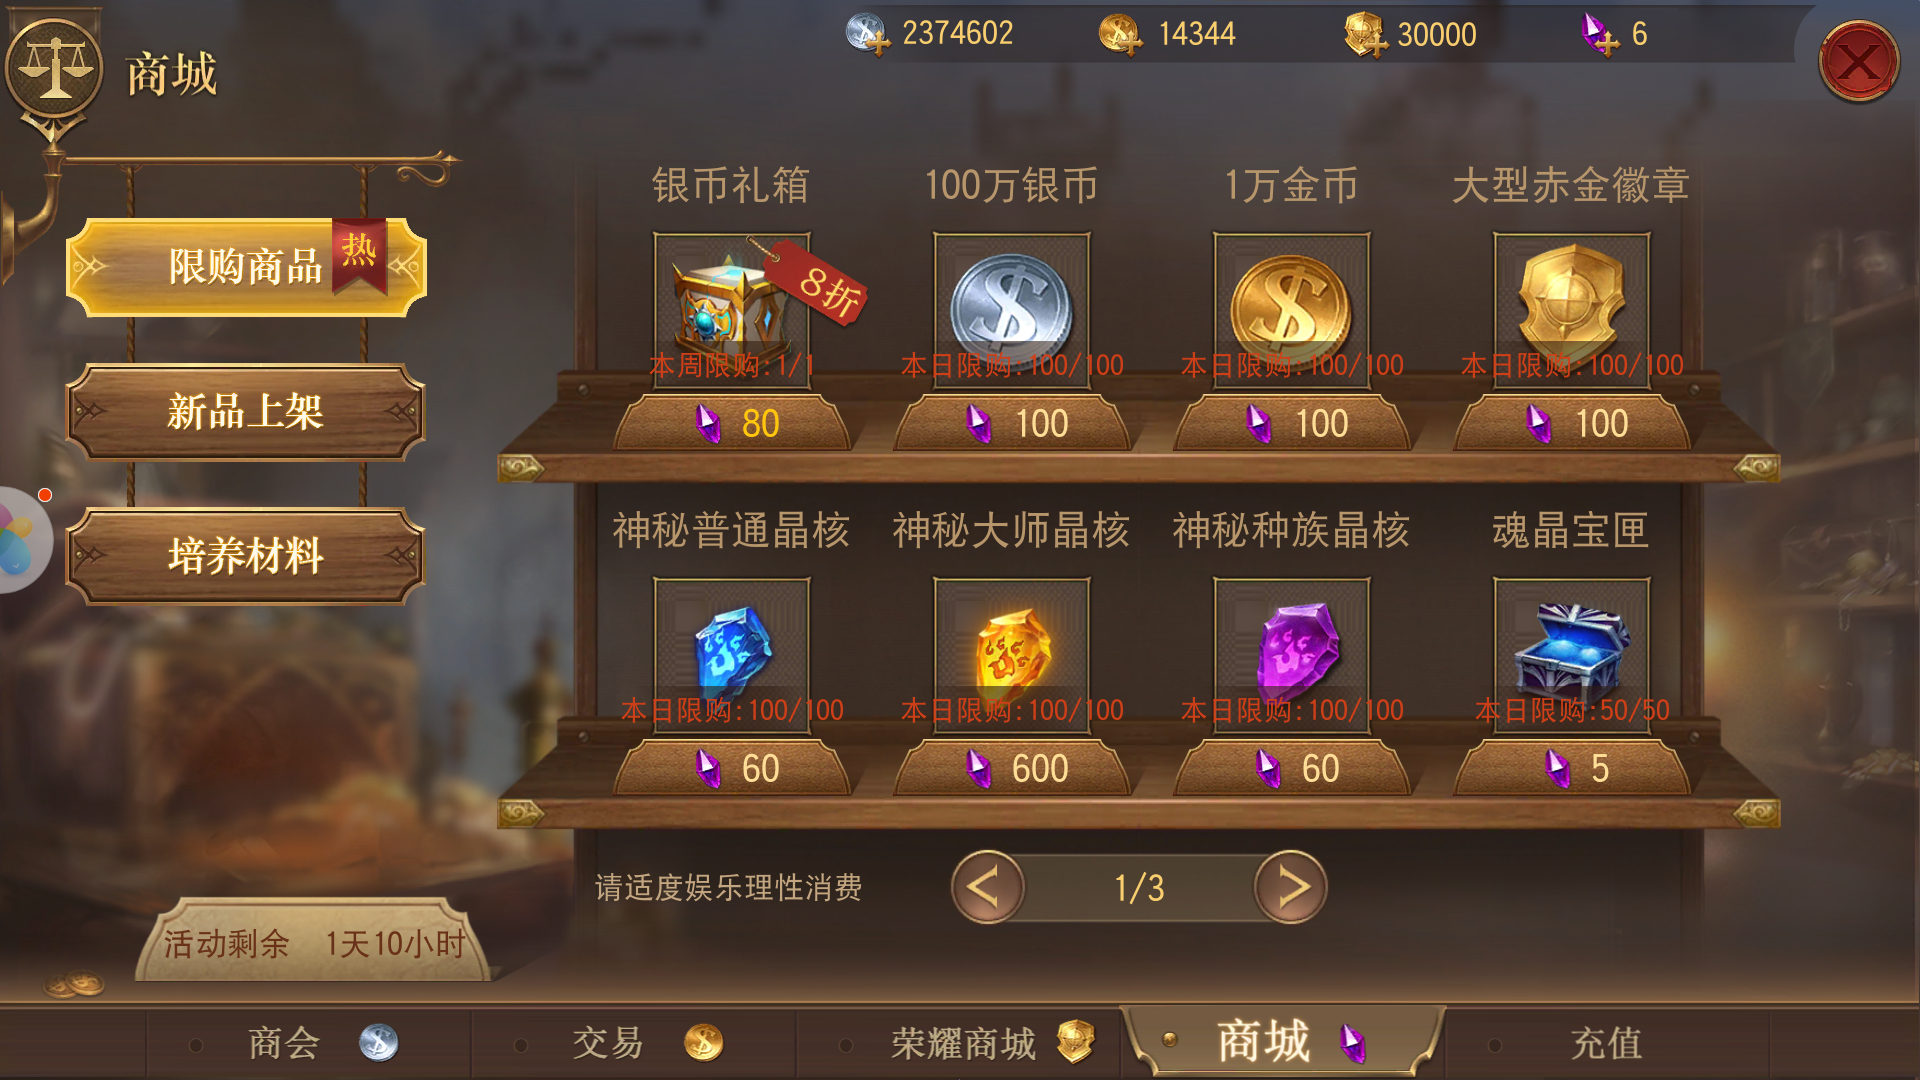 商城
2374602
14344
30000
6
限购商品
热
新品上架
培养材料
银币礼箱
100万银币
1万金币
大型赤金徽章
8折
本周限购:1/1
本日限购:100/100
本日限购:100/100
本日限购:100/100
80
100
100
100
神秘普通晶核
神秘大师晶核
神秘种族晶核
魂晶宝匣
本日限购:100/100
本日限购:100/100
本日限购:100/100
本日限购:50/50
60
600
60
5
请适度娱乐理性消费
1/3
活动剩余 1天10小时
商会
交易
荣耀商城
商城
充值